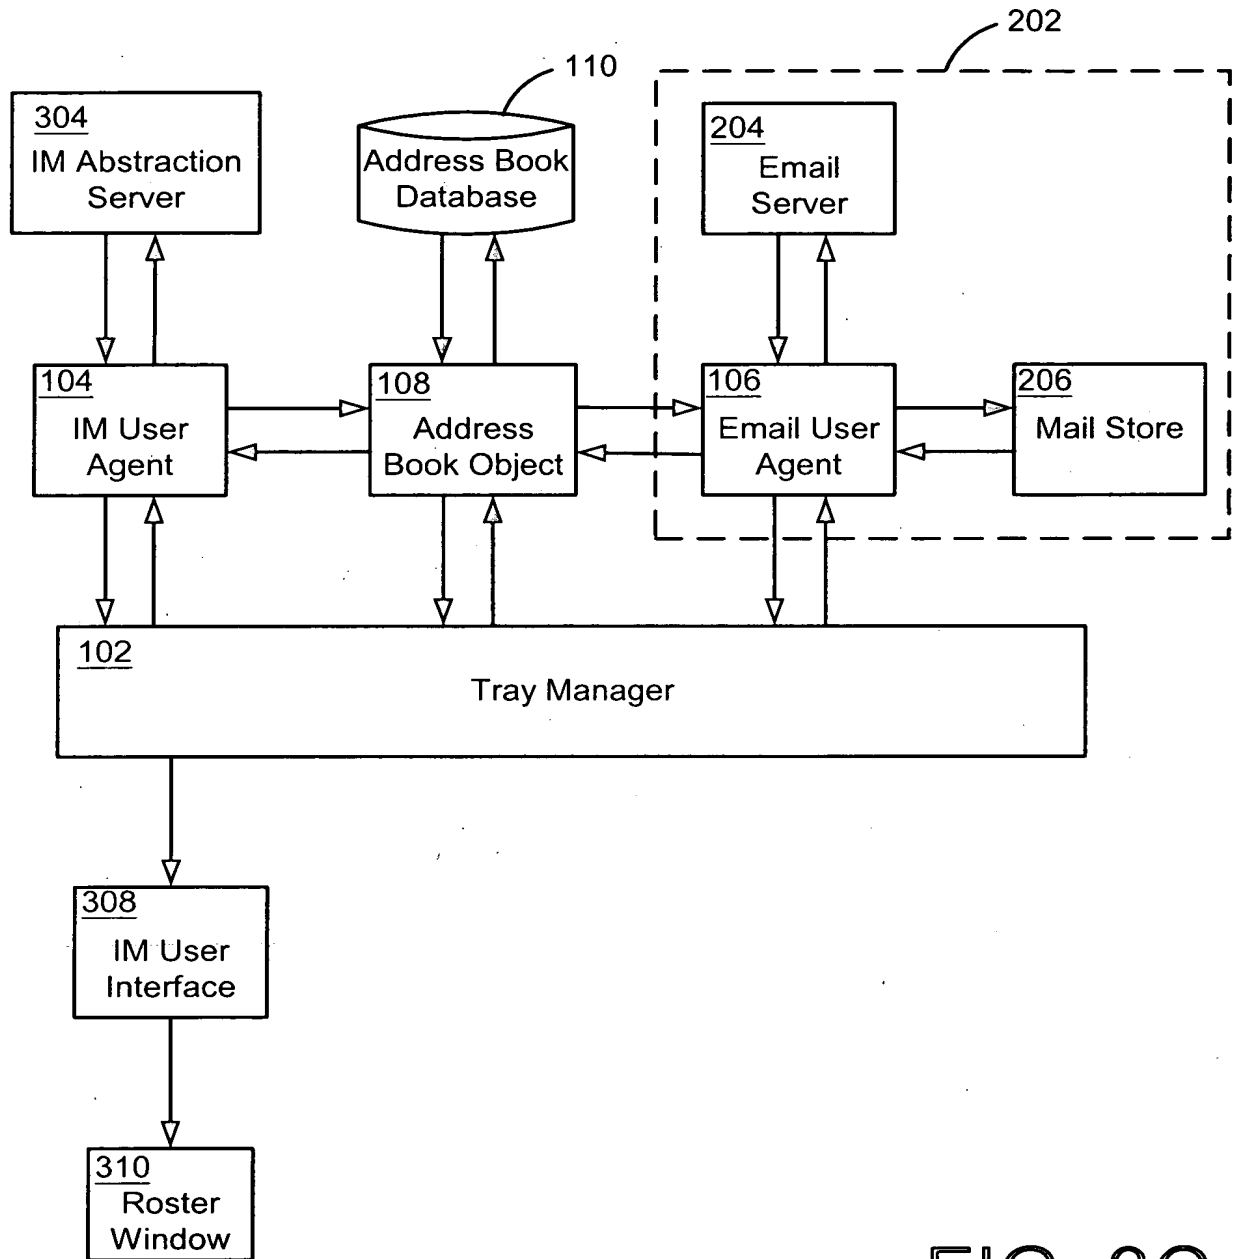 202
110
304
IM Abstraction
Server
Address Book
Database
204
Email
Server
104
IM User
Agent
108
Address
Book Object
106
Email User
Agent
206
Mail Store
102
Tray Manager
308
IM User
Interface
310
Roster
Window